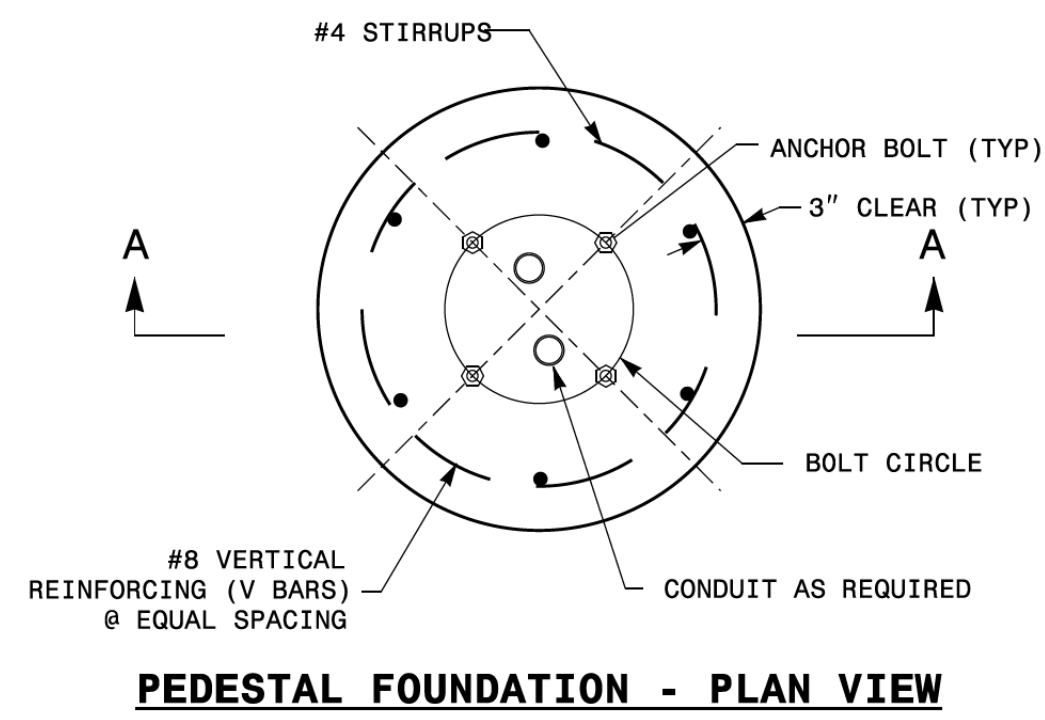 #4 STIRRUPS
ANCHOR BOLT (TYP)
3" CLEAR (TYP)
A
A
BOLT CIRCLE
#8 VERTICAL
REINFORCING (V BARS)
@ EQUAL SPACING
CONDUIT AS REQUIRED
PEDESTAL FOUNDATION - PLAN VIEW